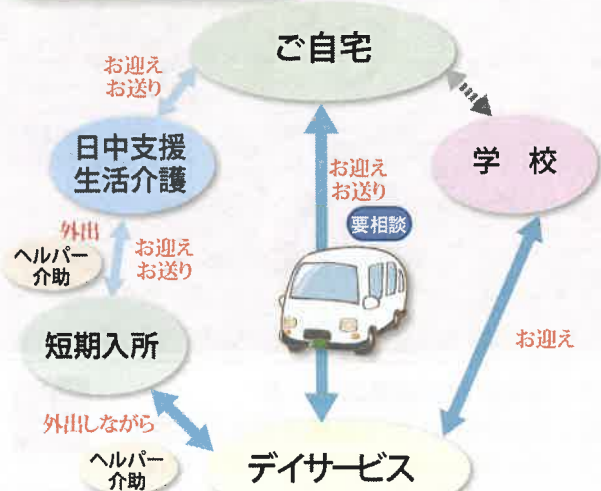 ご自宅
お迎え
お送り
日中支援
生活介護
お迎え
お送り
要相談
学 校
外出
ヘルパー
介助
お迎え
お送り
短期入所
お迎え
外出しながら
ヘルパー
介助
デイサービス